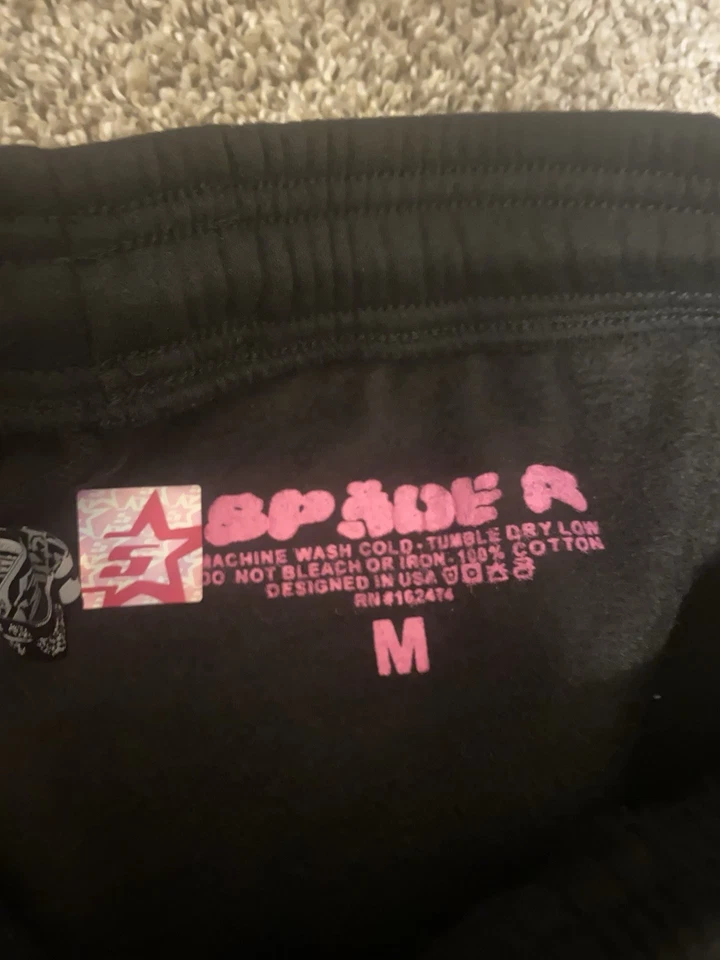 SP5DER
MACHINE WASH COLD • TUMBLE DRY LOW
DO NOT BLEACH OR IRON • 100% COTTON
DESIGNED IN USA
RN#162474
M